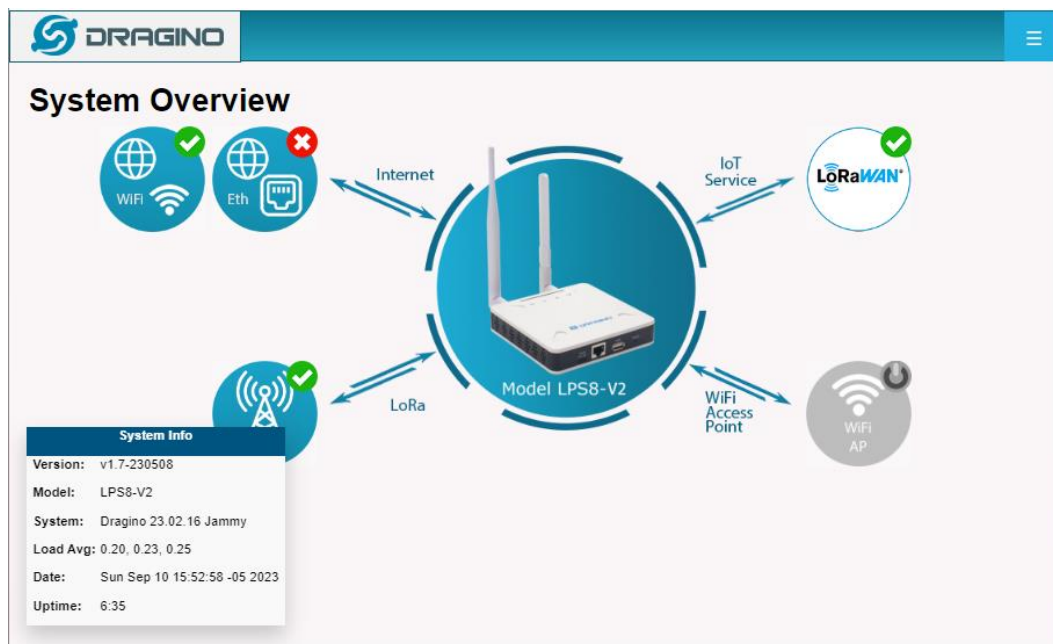 DRAGINO
System Overview
WiFi
Eth
Internet
IoT
Service
LoRaWAN®
LoRa
Model LPS8-V2
WiFi
Access
Point
WiFi
AP
System Info
Version: v1.7-230508
Model: LPS8-V2
System: Dragino 23.02.16 Jammy
Load Avg: 0.20, 0.23, 0.25
Date: Sun Sep 10 15:52:58 -05 2023
Uptime: 6:35